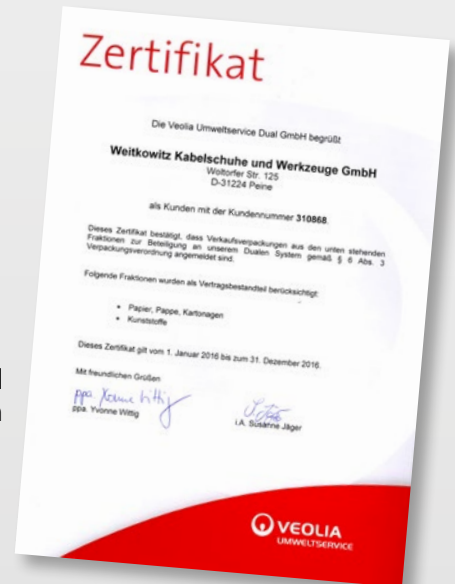 Zertifikat
Die Veolia Umweltservice Dual GmbH begrüßt
Weitkowitz Kabelschuhe und Werkzeuge GmbH
Woltorfer Str. 125
D-31224 Peine
als Kunden mit der Kundennummer 310868.
Dieses Zertifikat bestätigt, dass Verkaufsverpackungen aus den unten stehenden
Fraktionen zur Beteiligung an unserem Dualen System gemäß § 6 Abs. 3
Verpackungsverordnung angemeldet sind.
Folgende Fraktionen wurden als Vertragsbestandteil berücksichtigt:
• Papier, Pappe, Kartonagen
• Kunststoffe
Dieses Zertifikat gilt vom 1. Januar 2016 bis zum 31. Dezember 2016.
Mit freundlichen Grüßen
ppa. Yvonne Wittig
ppa. Yvonne Wittig
i.A. Susanne Jäger
VEOLIA
UMWELTSERVICE